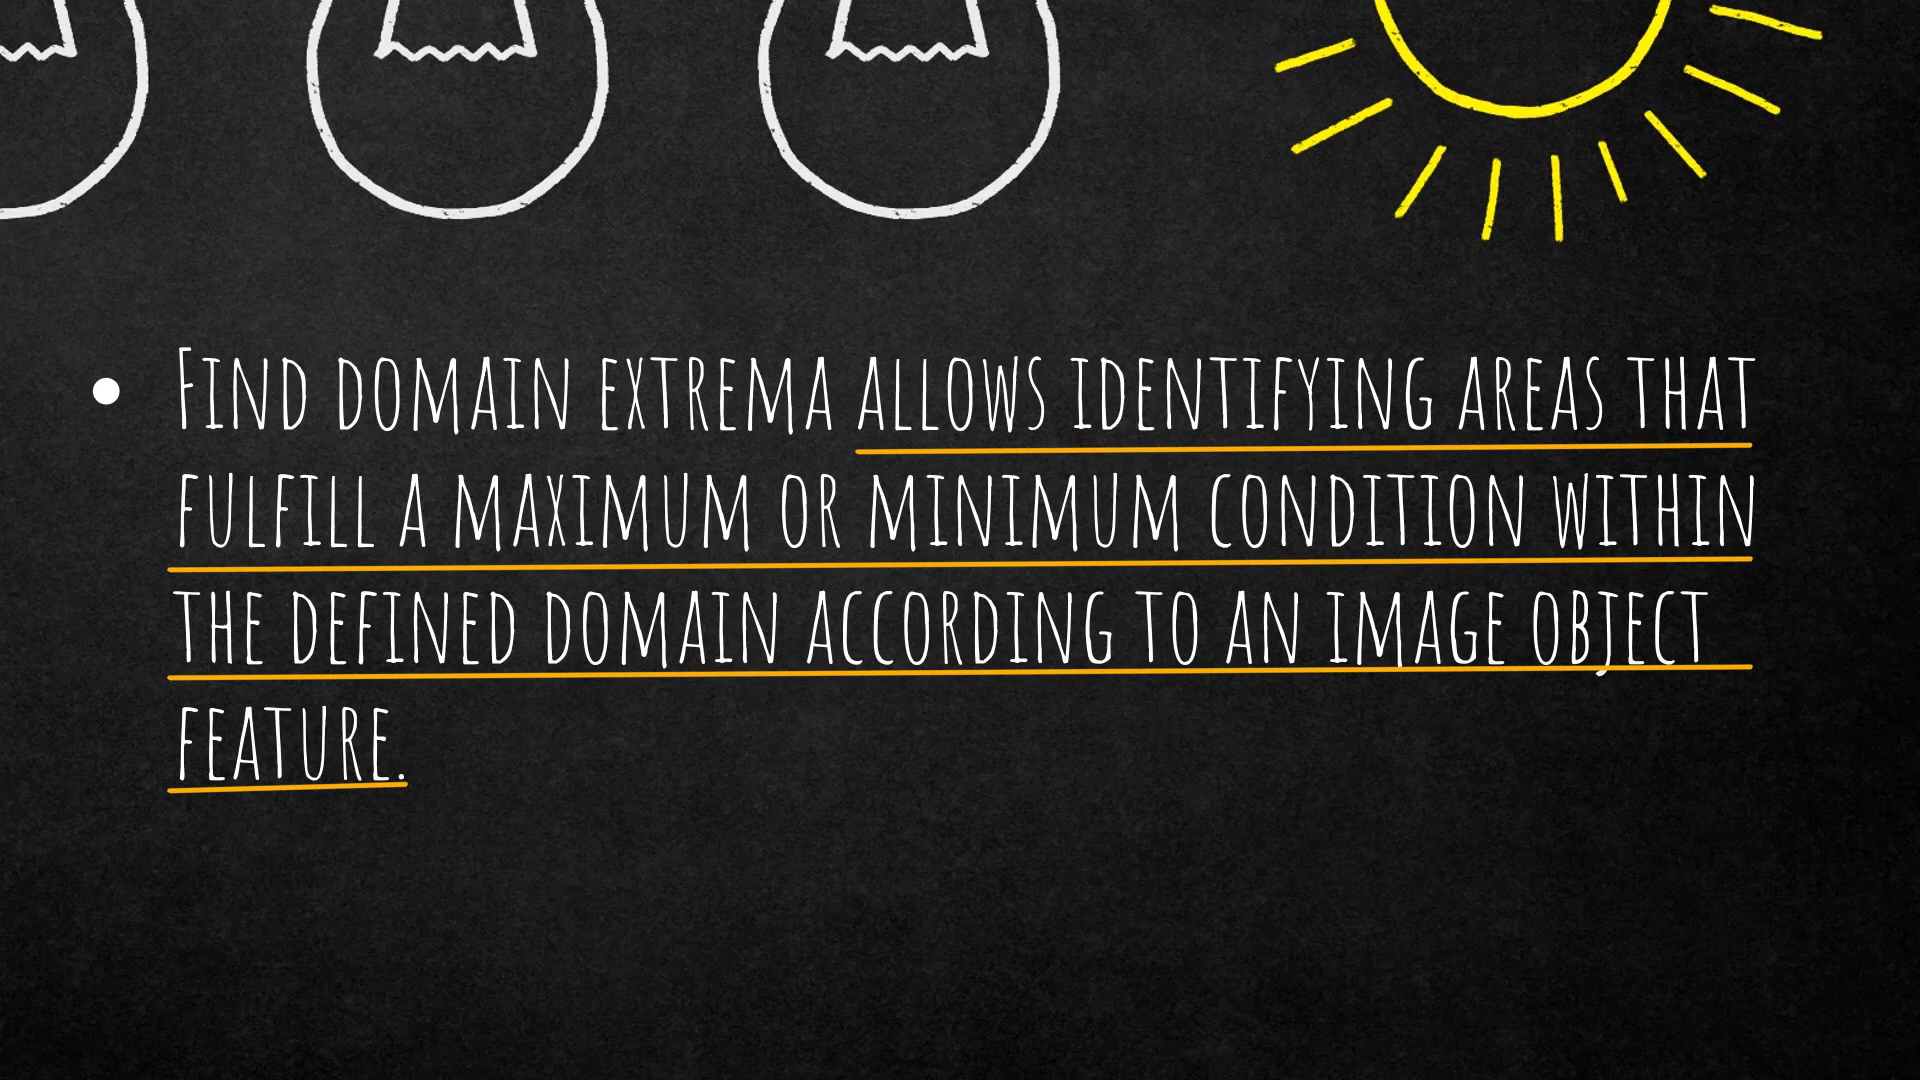 • Find domain extrema allows identifying areas that
fulfill a maximum or minimum condition within
the defined domain according to an image object
feature.